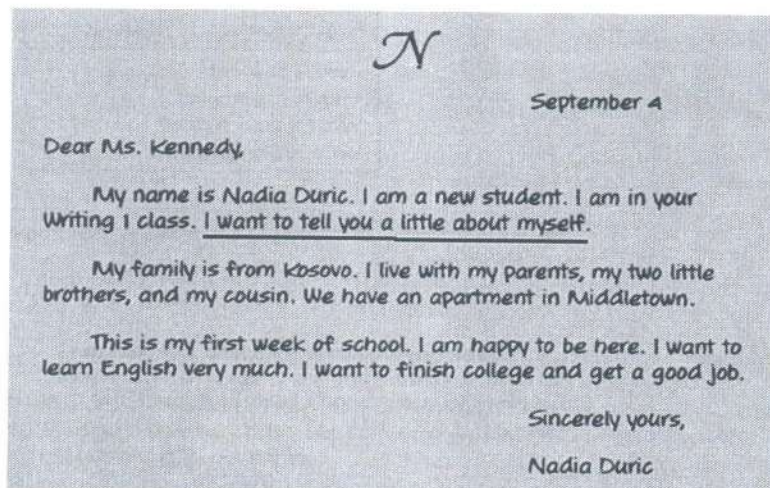 N
September 4
Dear Ms. Kennedy,
My name is Nadia Duric. I am a new student. I am in your
Writing 1 class. I want to tell you a little about myself.
My family is from Kosovo. I live with my parents, my two little
brothers, and my cousin. We have an apartment in Middletown.
This is my first week of school. I am happy to be here. I want to
learn English very much. I want to finish college and get a good job.
Sincerely yours,
Nadia Duric